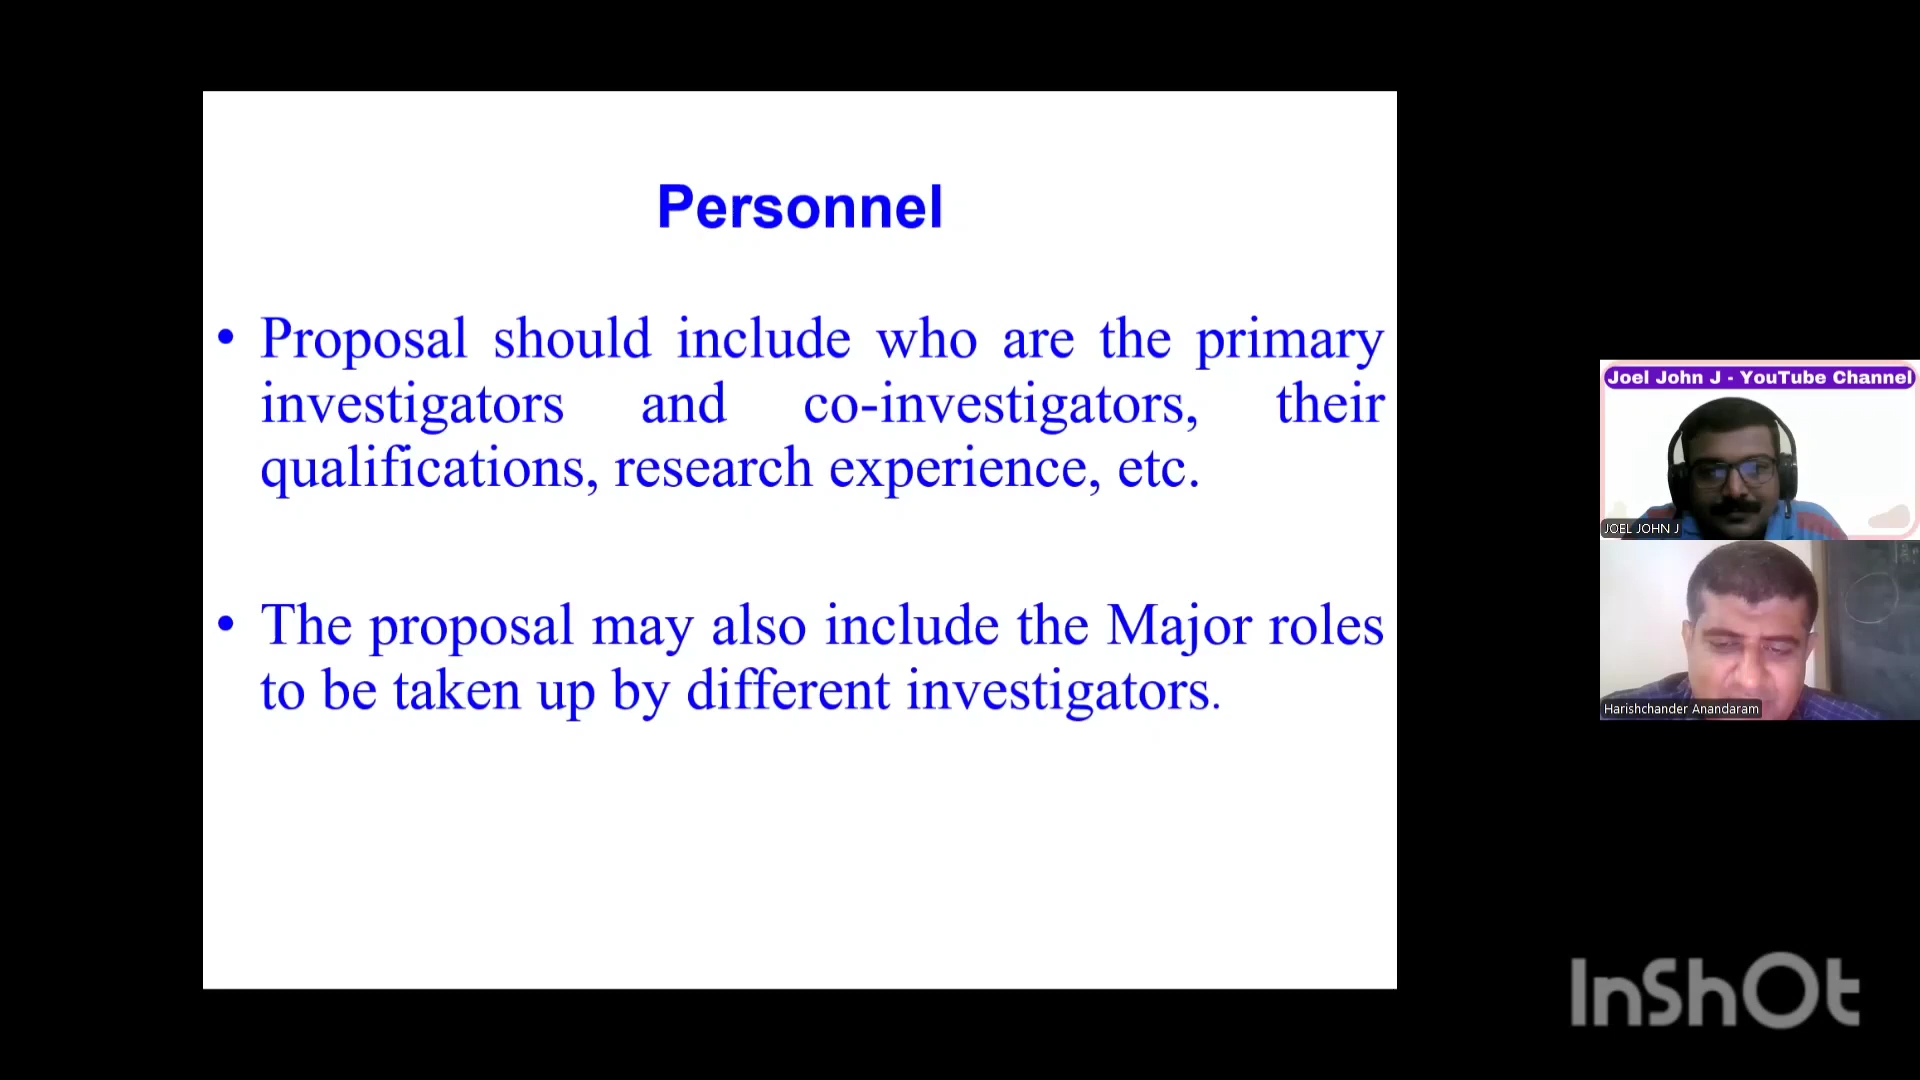 Personnel
• Proposal should include who are the primary
investigators and co-investigators, their
qualifications, research experience, etc.
• The proposal may also include the Major roles
to be taken up by different investigators.
Joel John J - YouTube Channel
JOEL JOHN J
Harishchander Anandaram
InShOt